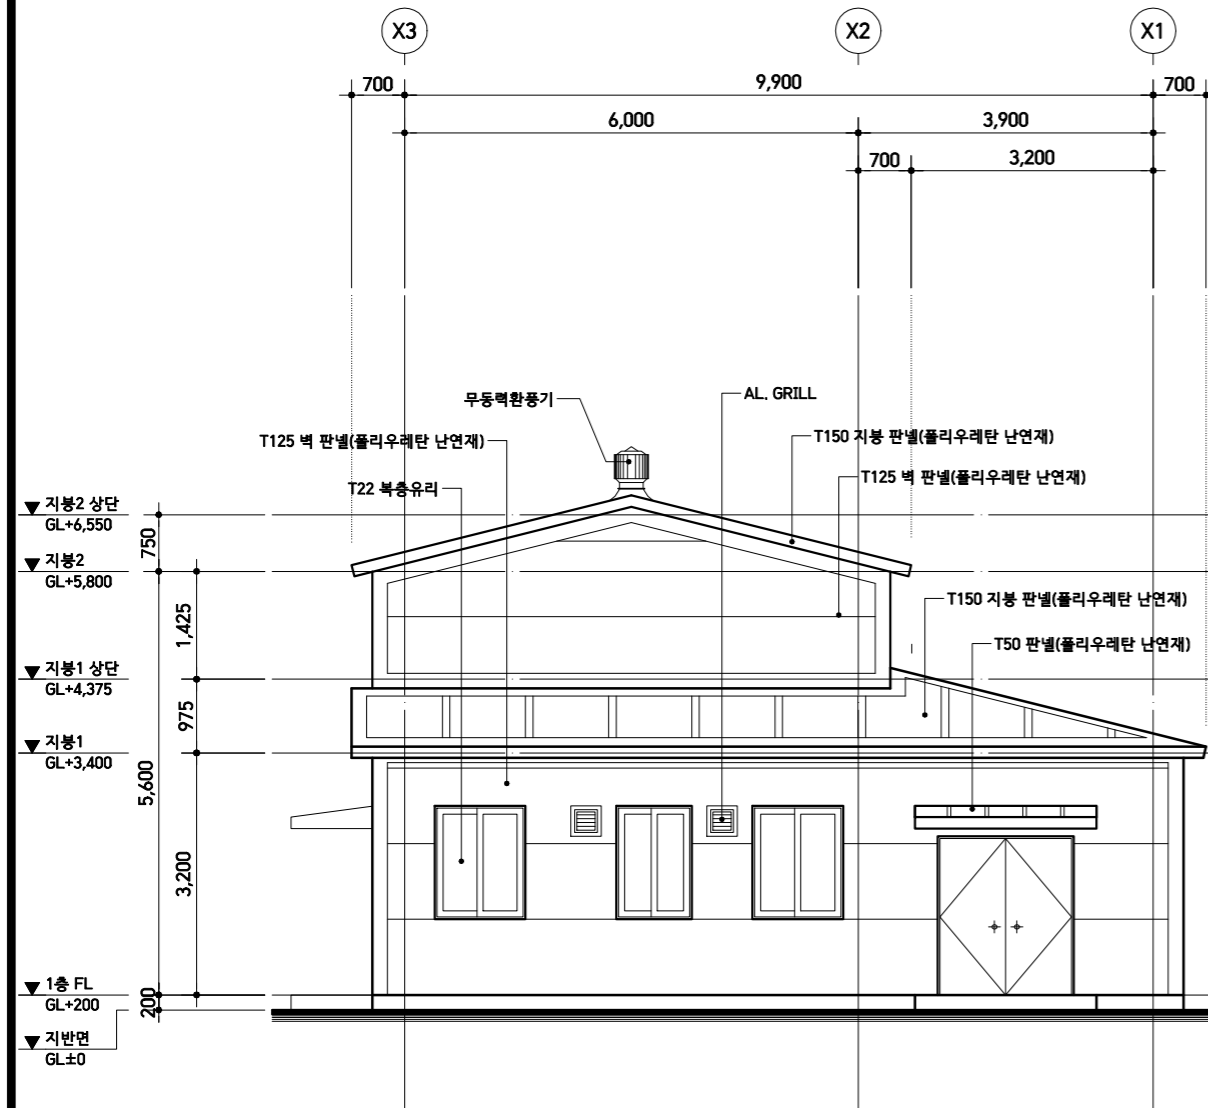 X3
X2
X1
700
9,900
700
6,000
3,900
700
3,200
무동력환풍기
AL. GRILL
T125 벽 판넬(폴리우레탄 난연재)
T150 지붕 판넬(폴리우레탄 난연재)
T125 벽 판넬(폴리우레탄 난연재)
T22 복층유리
지붕2 상단
GL+6,550
750
지붕2
GL+5,800
1,425
T150 지붕 판넬(폴리우레탄 난연재)
T50 판넬(폴리우레탄 난연재)
지붕1 상단
GL+4,375
975
지붕1
GL+3,400
5,600
3,200
1층 FL
GL+200
200
지반면
GL±0